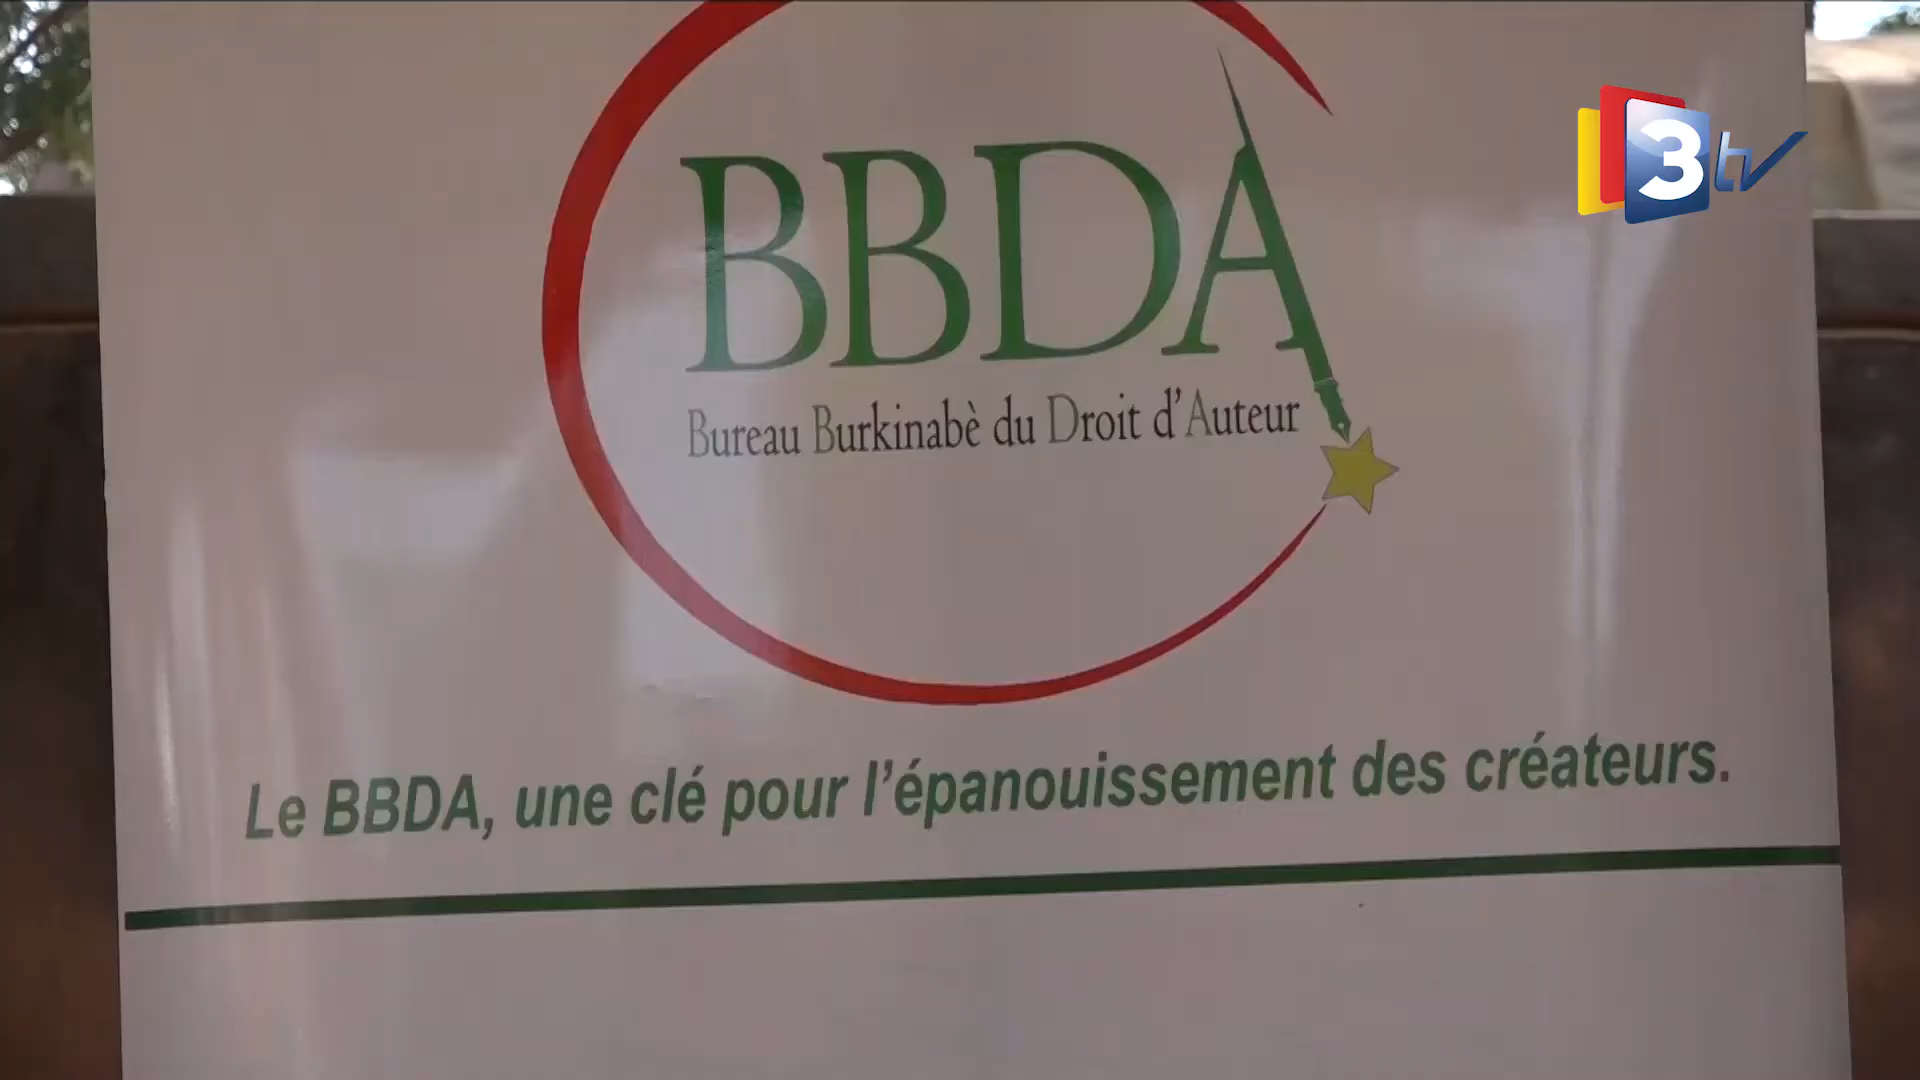 3tv
BBDA
Bureau Burkinabè du Droit d'Auteur
Le BBDA, une clé pour l'épanouissement des créateurs.